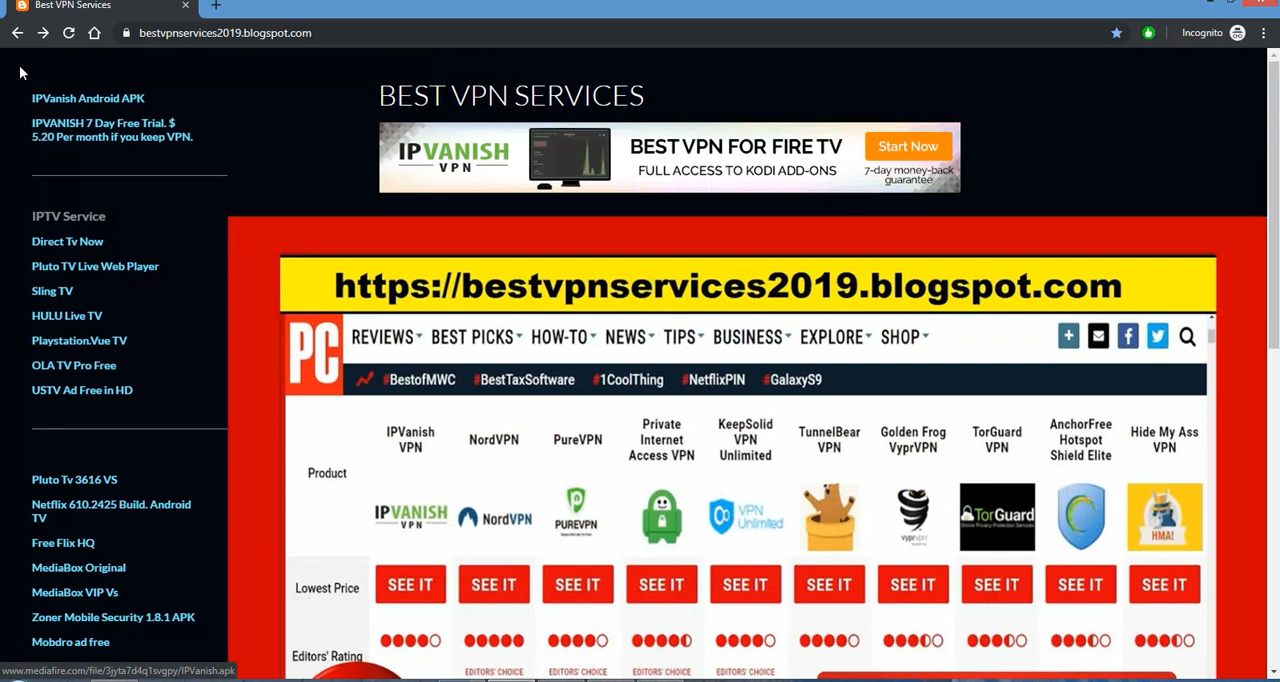 Best VPN Services
bestvpnservices2019.blogspot.com
Incognito
IPVanish Android APK
IPVANISH 7 Day Free Trial. $
5.20 Per month if you keep VPN.
IPTV Service
Direct Tv Now
Pluto TV Live Web Player
Sling TV
HULU Live TV
Playstation.Vue TV
OLA TV Pro Free
USTV Ad Free in HD
Pluto Tv 3616 VS
Netflix 610.2425 Build. Android
TV
Free Flix HQ
MediaBox Original
MediaBox VIP Vs
Zoner Mobile Security 1.8.1 APK
Mobdro ad free
www.mediafire.com/file/3jyta7d4q1svgpy/IPVanish.apk
BEST VPN SERVICES
IPVANISH
VPN
BEST VPN FOR FIRE TV
FULL ACCESS TO KODI ADD-ONS
Start Now
7-day money-back
guarantee
https://bestvpnservices2019.blogspot.com
PC
REVIEWS BEST PICKS HOW-TO NEWS TIPS BUSINESS EXPLORE SHOP
#BestofMWC #BestTaxSoftware #1CoolThing #NetflixPIN #GalaxyS9
Product
IPVanish
VPN
NordVPN
PureVPN
Private
Internet
Access VPN
KeepSolid
VPN
Unlimited
TunnelBear
VPN
Golden Frog
VyprVPN
TorGuard
VPN
AnchorFree
Hotspot
Shield Elite
Hide My Ass
VPN
IPVANISH
VPN
NordVPN
PUREVPN
VPN
Unlimited
vyprvpn
TorGuard
HMA!
Lowest Price
SEE IT SEE IT SEE IT SEE IT SEE IT SEE IT SEE IT SEE IT SEE IT SEE IT
Editors' Rating
EDITORS' CHOICE EDITORS' CHOICE EDITORS' CHOICE